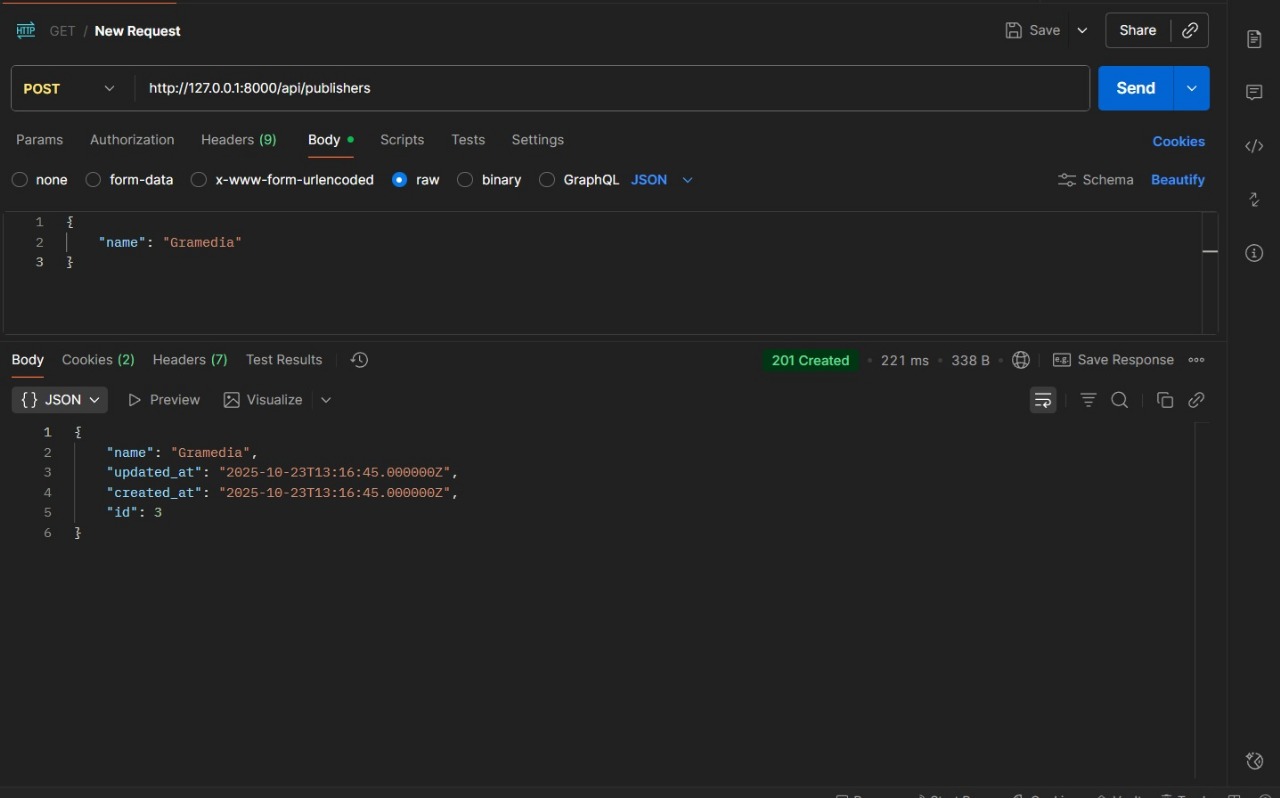 HTTP GET / New Request Save Share
POST http://127.0.0.1:8000/api/publishers Send
Params Authorization Headers (9) Body Scripts Tests Settings Cookies
none form-data x-www-form-urlencoded raw binary GraphQL JSON Schema Beautify
1 {
2 "name": "Gramedia"
3 }
Body Cookies (2) Headers (7) Test Results 201 Created • 221 ms • 338 B • e.g. Save Response
{} JSON Preview Visualize
1 {
2 "name": "Gramedia",
3 "updated_at": "2025-10-23T13:16:45.000000Z",
4 "created_at": "2025-10-23T13:16:45.000000Z",
5 "id": 3
6 }